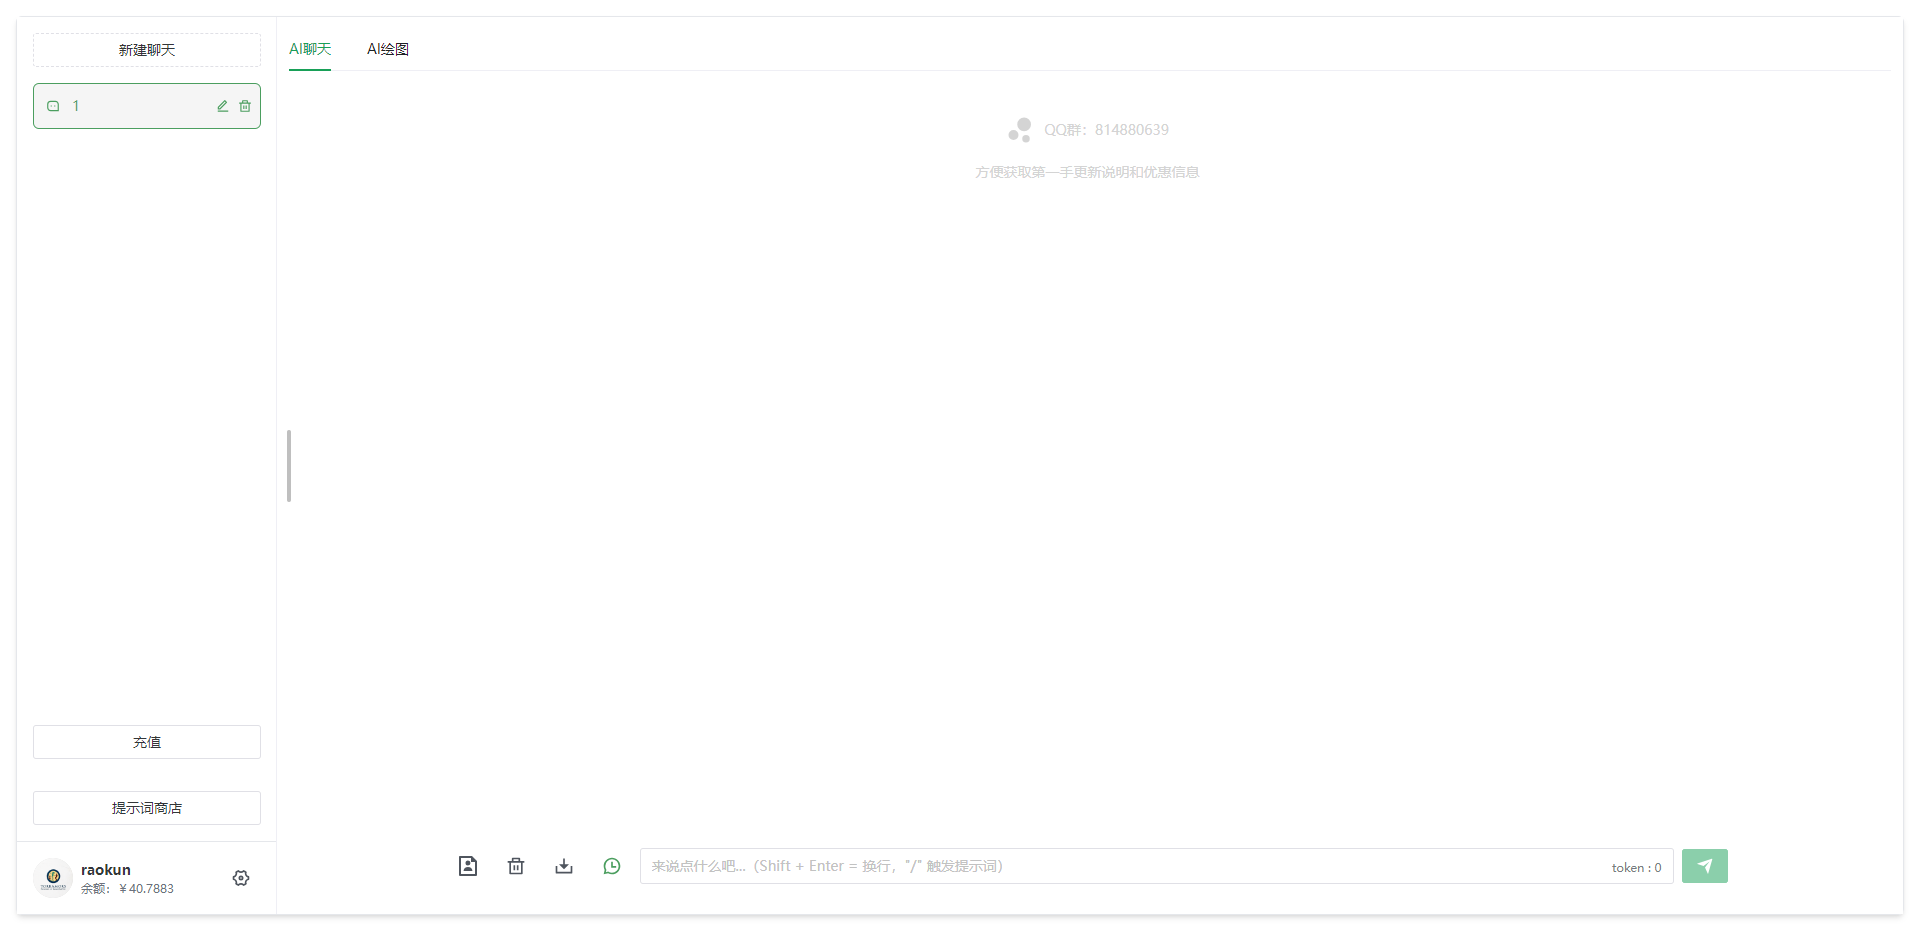 新建聊天
1
充值
提示词商店
raokun
余额：￥40.7883
AI聊天
AI绘图
QQ群：814880639
方便获取第一手更新说明和优惠信息
来说点什么吧...（Shift + Enter = 换行，"/" 触发提示词）
token : 0